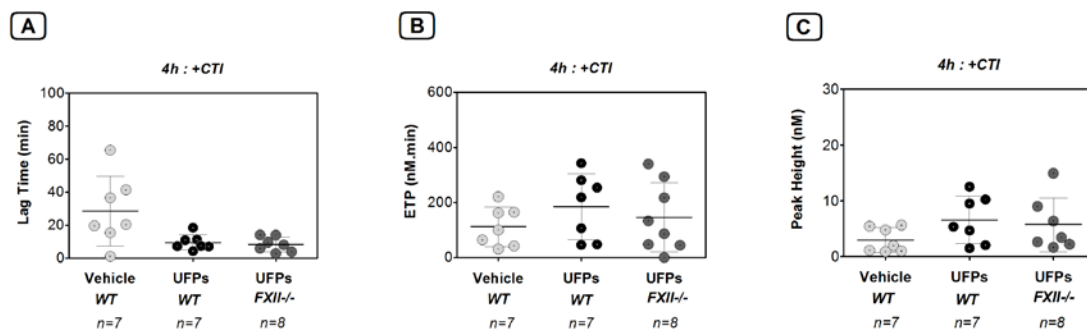 A
4h : +CTI
Lag Time (min)
100
80
60
40
20
0
Vehicle UFPs UFPs
WT WT FXII-/-
n=7 n=7 n=8
B
4h : +CTI
ETP (nM.min)
600
400
200
0
Vehicle UFPs UFPs
WT WT FXII-/-
n=7 n=7 n=8
C
4h : +CTI
Peak Height (nM)
30
20
10
0
Vehicle UFPs UFPs
WT WT FXII-/-
n=7 n=7 n=8